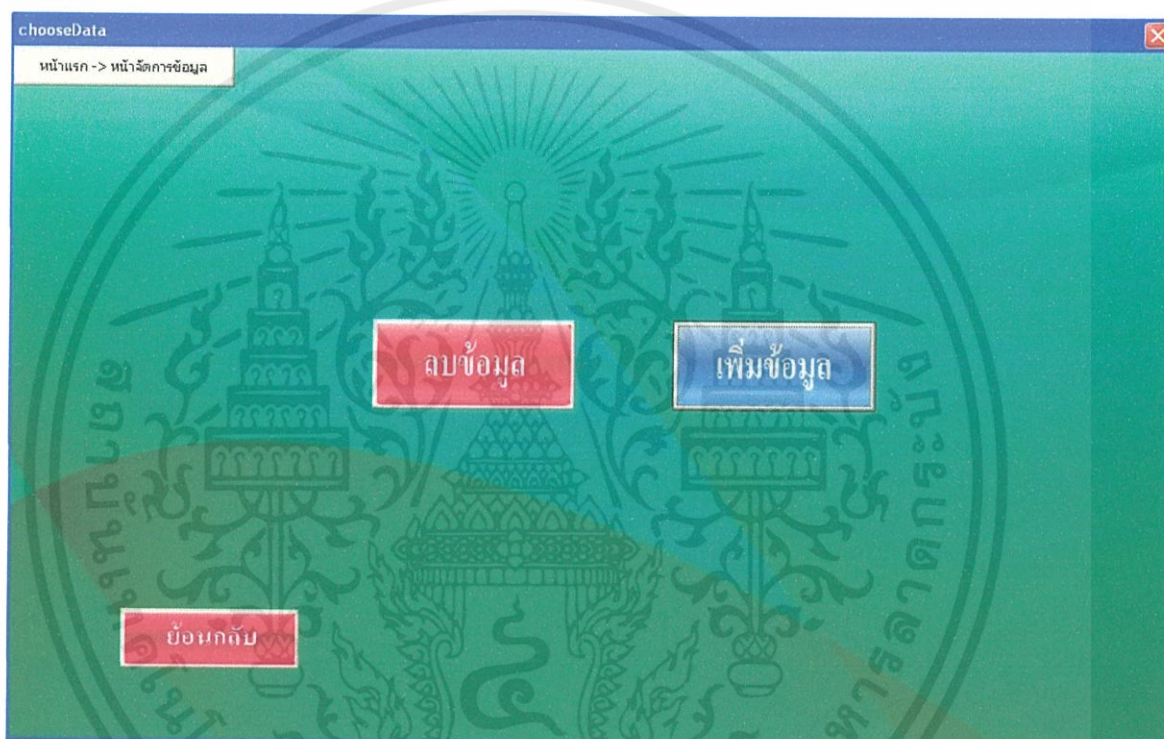 chooseData
หน้าแรก -> หน้าจัดการข้อมูล
ลบข้อมูล
เพิ่มข้อมูล
ย้อนกลับ